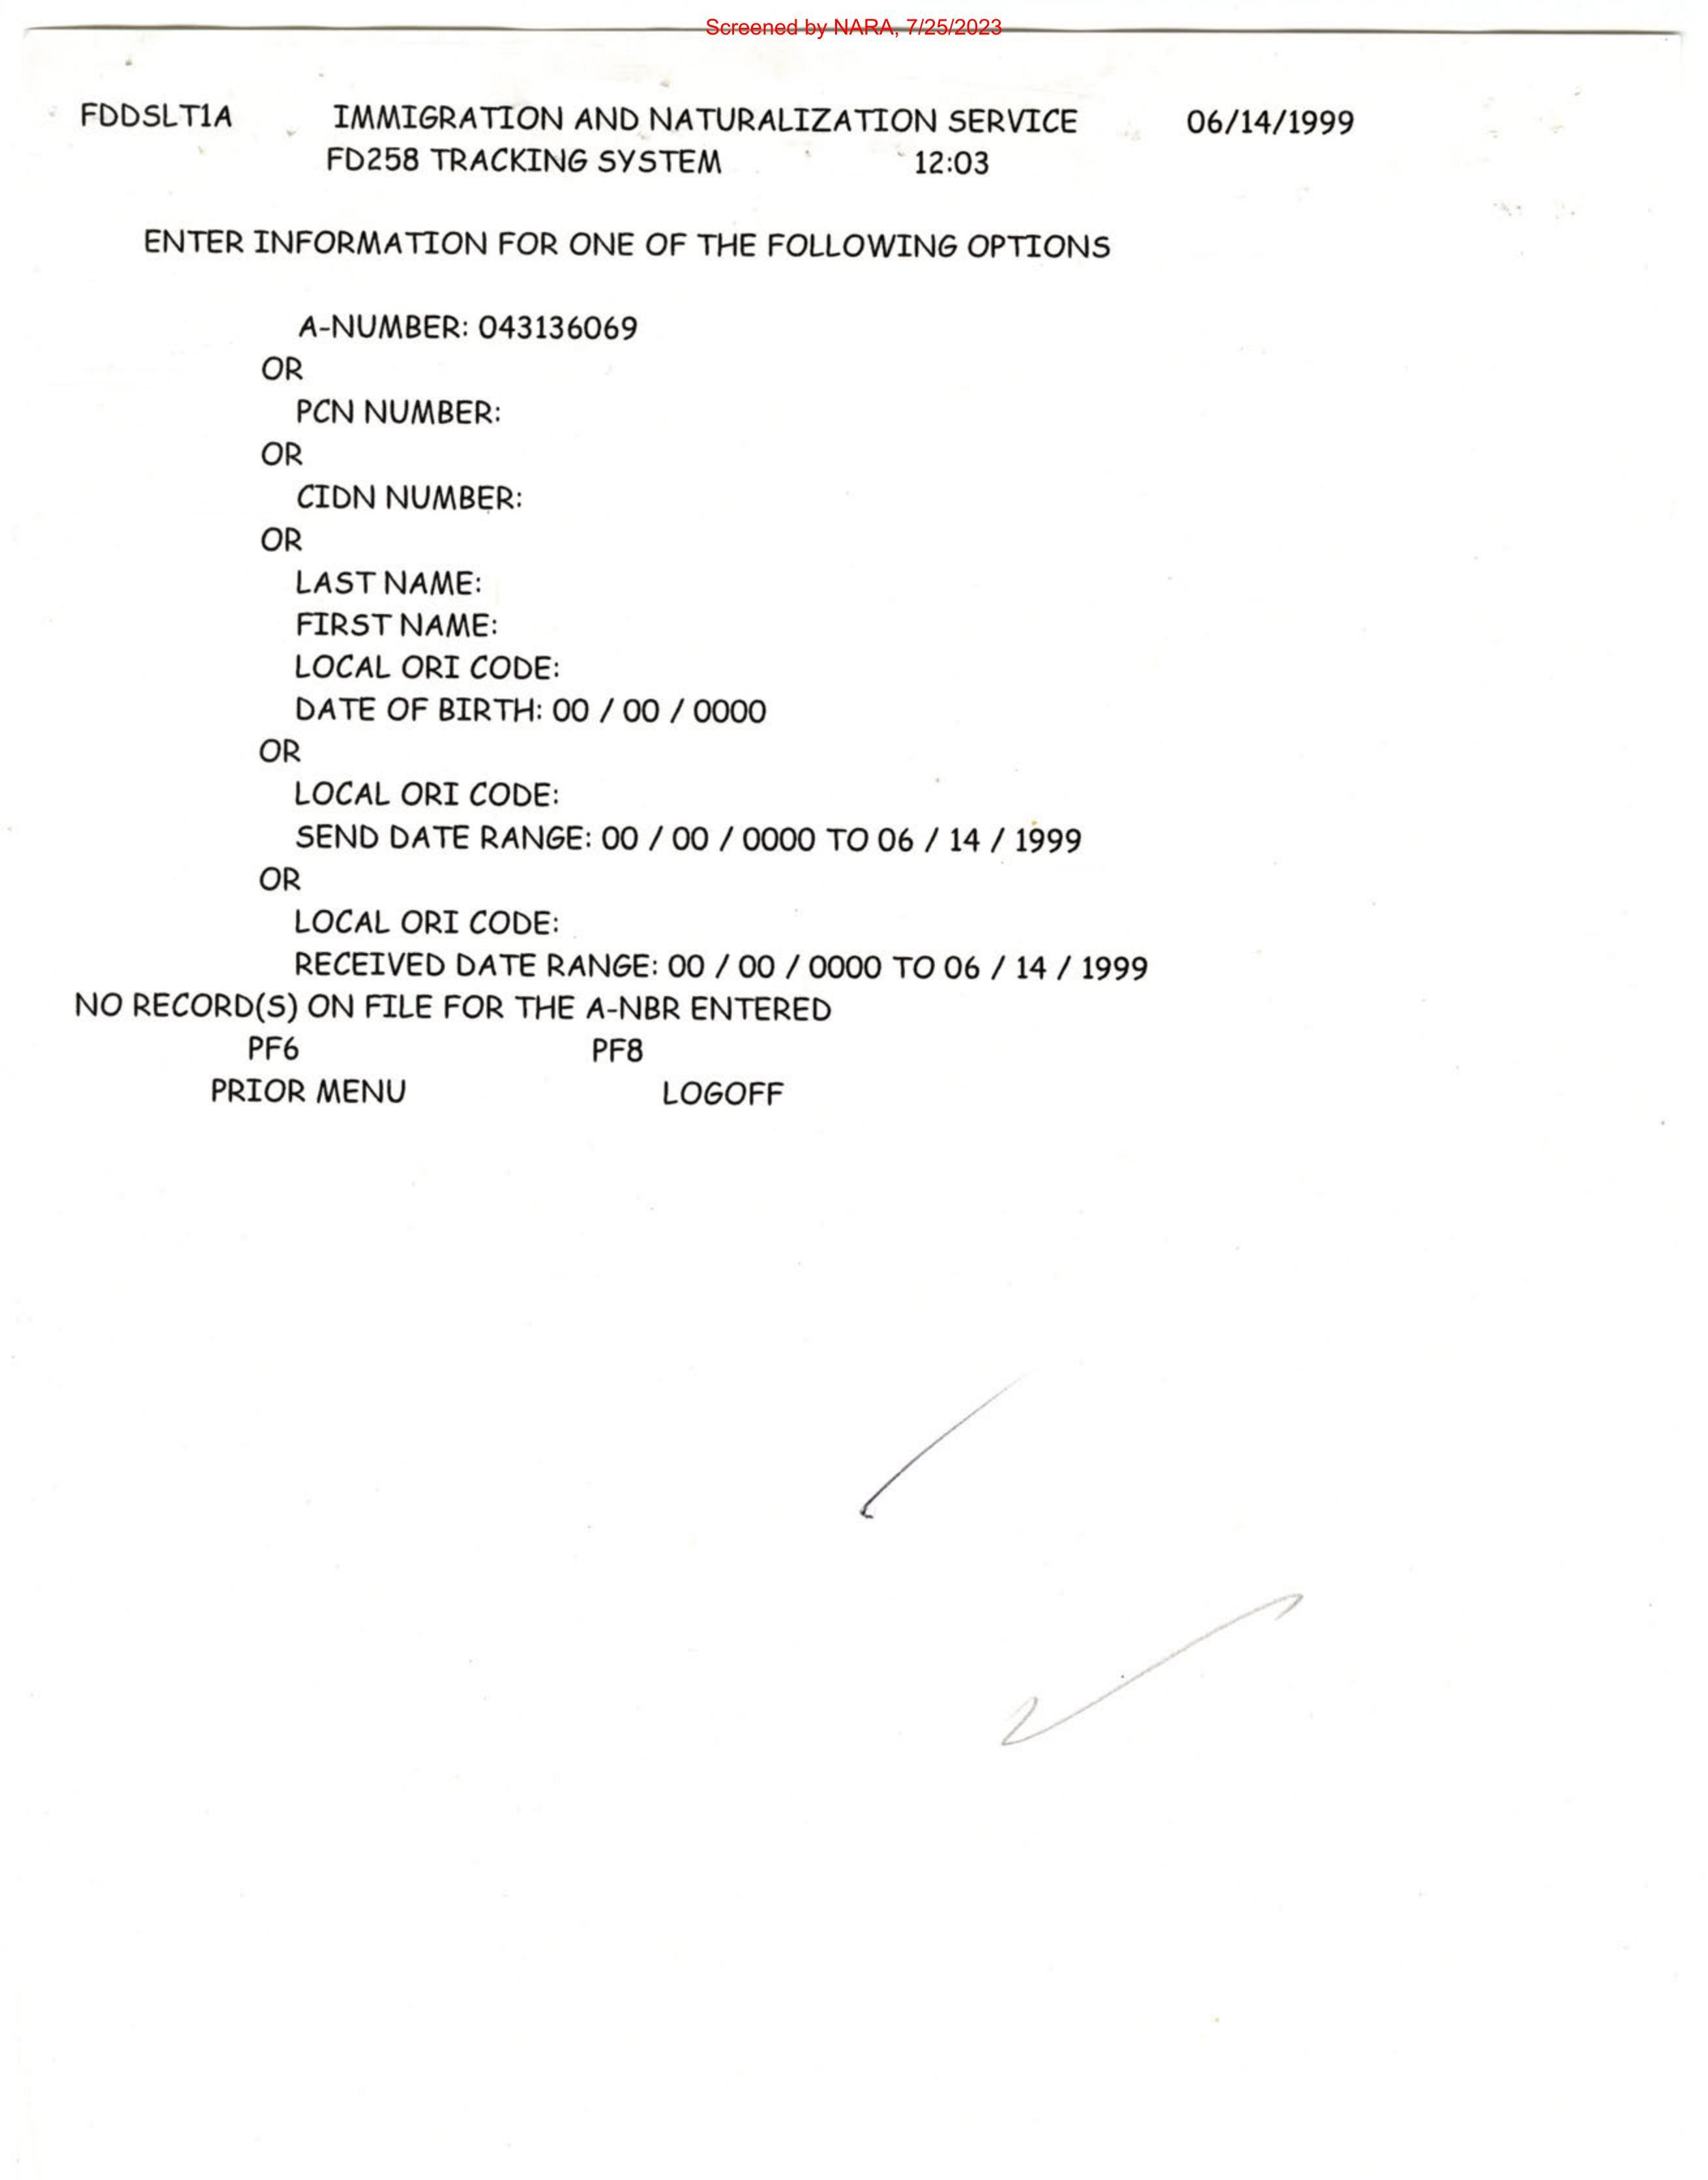 Screened by NARA, 7/25/2023
FDDSLT1A IMMIGRATION AND NATURALIZATION SERVICE 06/14/1999
FD258 TRACKING SYSTEM 12:03
ENTER INFORMATION FOR ONE OF THE FOLLOWING OPTIONS
A-NUMBER: 043136069
OR
PCN NUMBER:
OR
CIDN NUMBER:
OR
LAST NAME:
FIRST NAME:
LOCAL ORI CODE:
DATE OF BIRTH: 00 / 00 / 0000
OR
LOCAL ORI CODE:
SEND DATE RANGE: 00 / 00 / 0000 TO 06 / 14 / 1999
OR
LOCAL ORI CODE:
RECEIVED DATE RANGE: 00 / 00 / 0000 TO 06 / 14 / 1999
NO RECORD(S) ON FILE FOR THE A-NBR ENTERED
PF6 PF8
PRIOR MENU LOGOFF